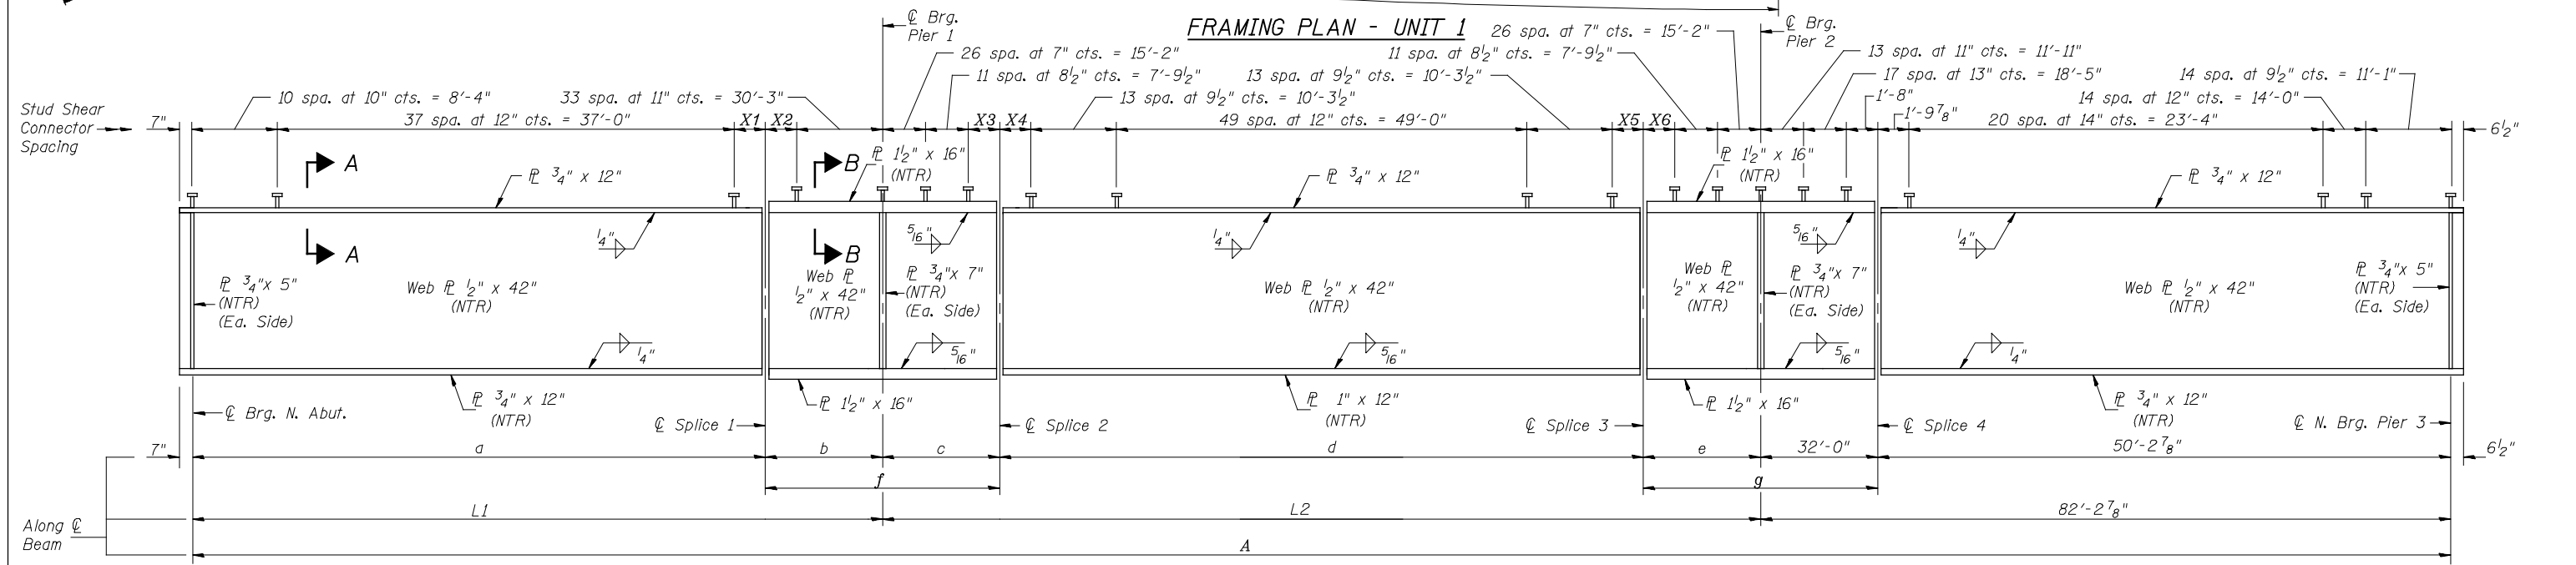 FRAMING PLAN - UNIT 1
℄ Brg.
Pier 1
℄ Brg.
Pier 2
26 spa. at 7" cts. = 15'-2"
26 spa. at 7" cts. = 15'-2"
11 spa. at 8½" cts. = 7'-9½"
13 spa. at 11" cts. = 11'-11"
11 spa. at 8½" cts. = 7'-9½"
13 spa. at 9½" cts. = 10'-3½"
17 spa. at 13" cts. = 18'-5"
14 spa. at 9½" cts. = 11'-1"
Stud Shear
Connector
Spacing
10 spa. at 10" cts. = 8'-4"
33 spa. at 11" cts. = 30'-3"
13 spa. at 9½" cts. = 10'-3½"
1'-8"
14 spa. at 12" cts. = 14'-0"
1'-9⅞"
7"
37 spa. at 12" cts. = 37'-0"
X1
X2
X3
X4
49 spa. at 12" cts. = 49'-0"
X5
X6
20 spa. at 14" cts. = 23'-4"
6½"
A
B
℄ 1½" x 16"
(NTR)
℄ 1½" x 16"
(NTR)
℄ ¾" x 12"
℄ ¾" x 12"
℄ ¾" x 12"
¼"
5/16"
¼"
5/16"
¼"
A
B
℄ ¾"x 5"
(NTR)
(Ea. Side)
Web ℄ ½" x 42"
(NTR)
Web ℄
½" x 42"
(NTR)
℄ ¾"x 7"
(NTR)
(Ea. Side)
Web ℄ ½" x 42"
(NTR)
Web ℄
½" x 42"
(NTR)
℄ ¾"x 7"
(NTR)
(Ea. Side)
Web ℄ ½" x 42"
(NTR)
℄ ¾"x 5"
(NTR)
(Ea. Side)
¼"
5/16"
5/16"
5/16"
¼"
℄ Brg. N. Abut.
℄ ¾" x 12"
(NTR)
℄ Splice 1
℄ 1½" x 16"
℄ Splice 2
℄ 1" x 12"
(NTR)
℄ Splice 3
℄ 1½" x 16"
℄ Splice 4
℄ ¾" x 12"
(NTR)
℄ N. Brg. Pier 3
7"
a
b
c
d
e
32'-0"
50'-2⅞"
6½"
f
g
Along ℄
Beam
L1
L2
82'-2⅞"
A